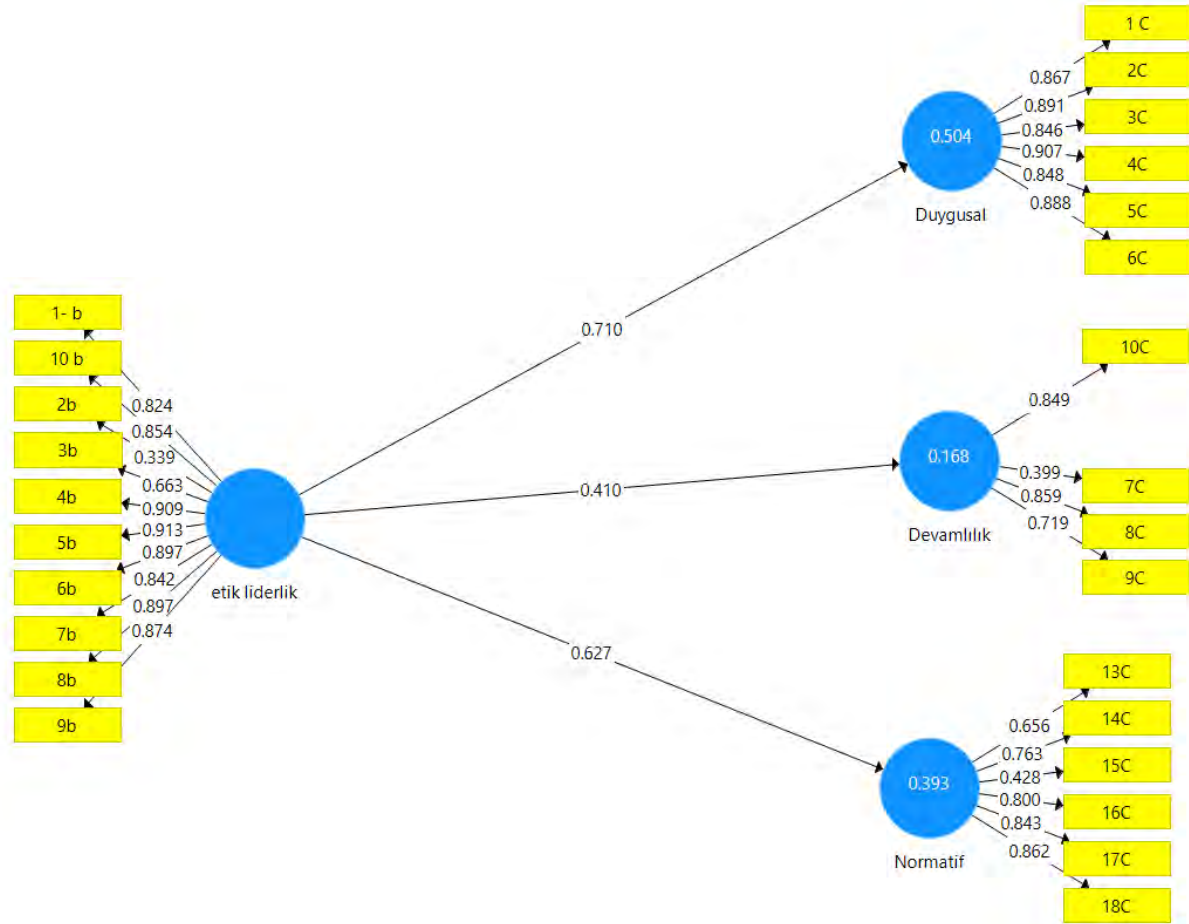 1 C
0.867
2C
0.891
3C
0.846
0.504
0.907
4C
0.848
5C
0.888
Duygusal
6C
1- b
0.710
10 b
10C
2b
0.824
0.849
0.854
3b
0.339
0.168
0.663
0.410
0.399
7C
4b
0.909
0.859
0.913
8C
5b
0.719
0.897
Devamlılık
9C
6b
0.842
etik liderlik
0.897
7b
0.874
0.627
8b
13C
9b
0.656
14C
0.763
15C
0.428
0.393
0.800
16C
0.843
0.862
17C
Normatif
18C